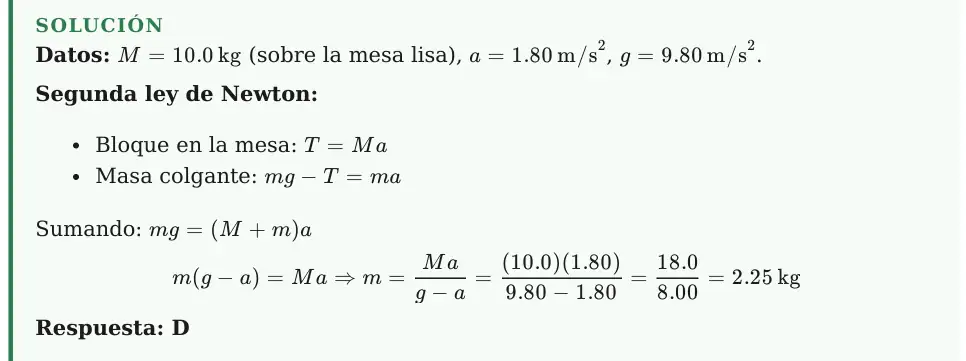 SOLUCIÓN
Datos: M = 10.0 kg (sobre la mesa lisa), a = 1.80 m/s², g = 9.80 m/s².
Segunda ley de Newton:
• Bloque en la mesa: T = Ma
• Masa colgante: mg − T = ma
Sumando: mg = (M + m)a
m(g − a) = Ma ⇒ m = Ma / (g − a) = (10.0)(1.80) / (9.80 − 1.80) = 18.0 / 8.00 = 2.25 kg
Respuesta: D